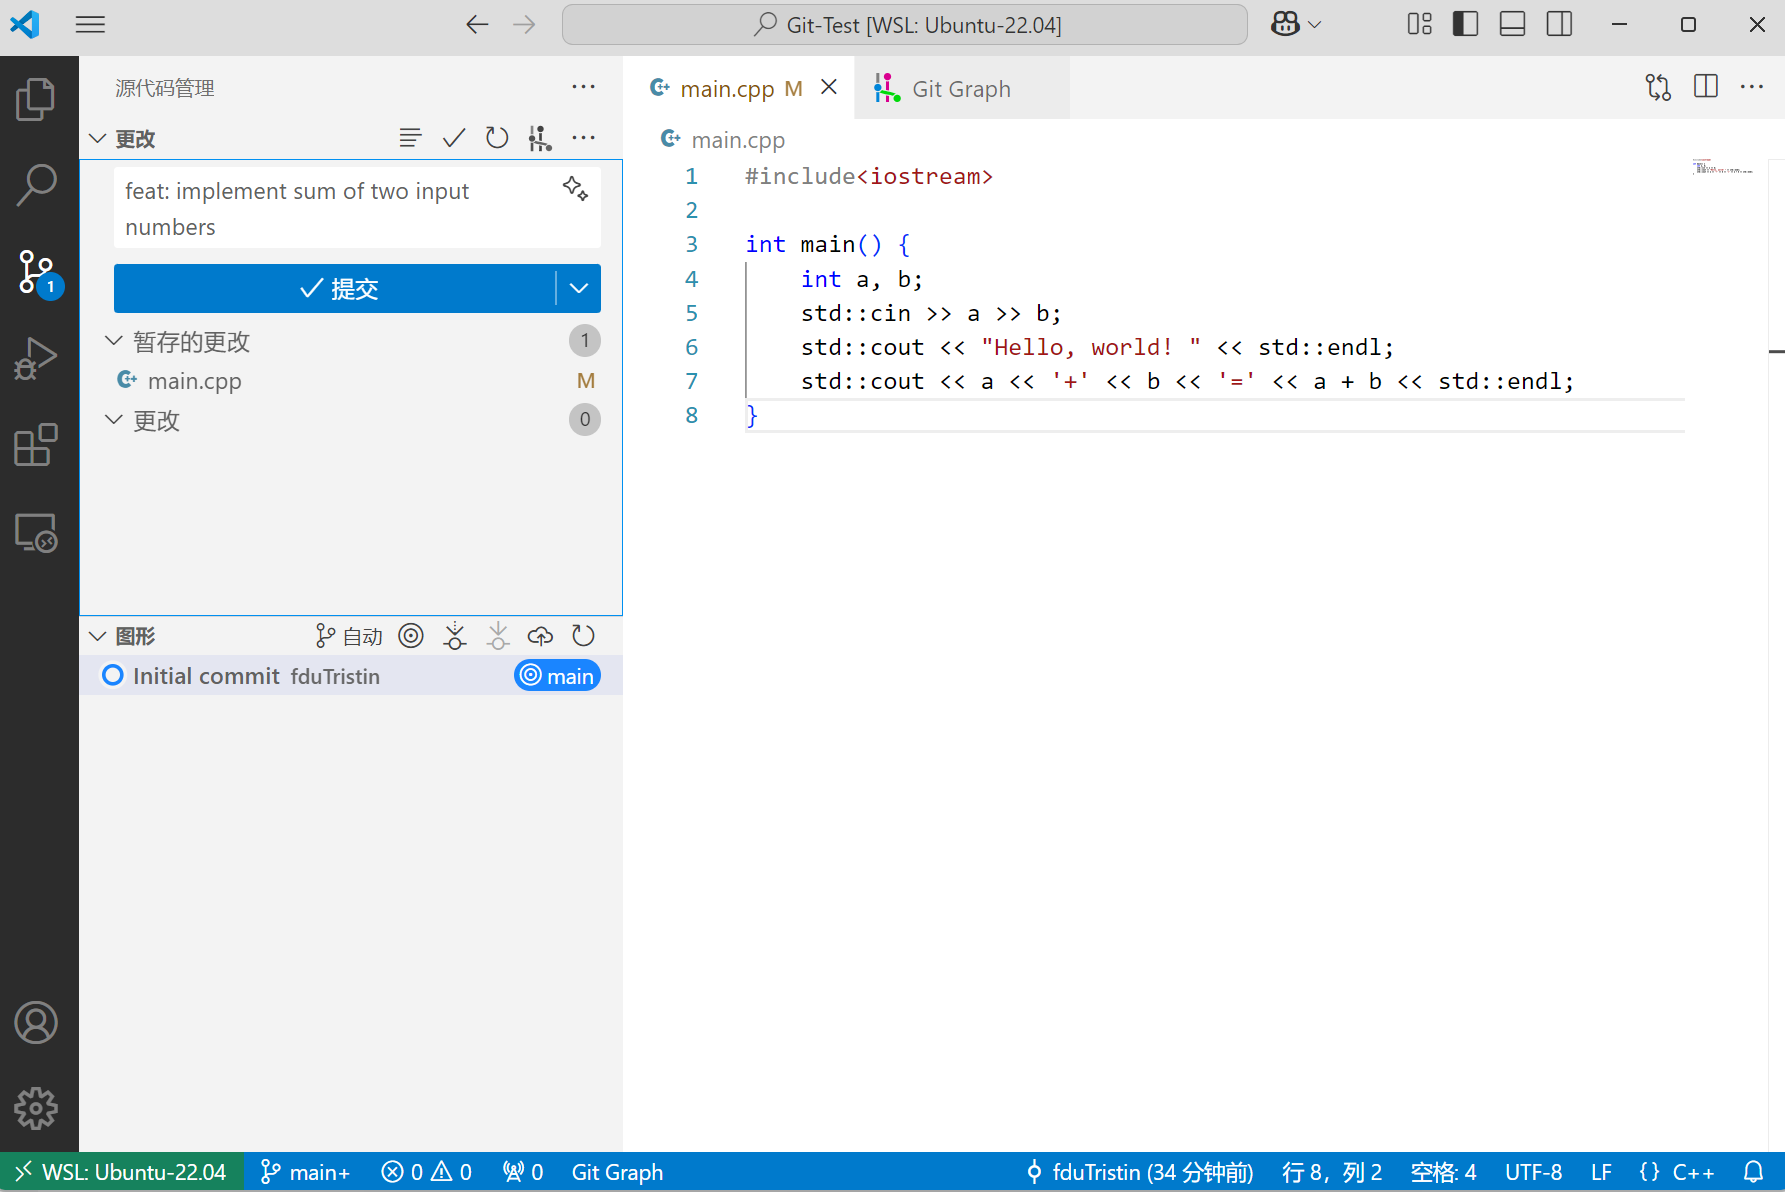 Git-Test [WSL: Ubuntu-22.04]
源代码管理
更改
feat: implement sum of two input
numbers
提交
暂存的更改 1
main.cpp M
更改 0
1
图形 自动
Initial commit fduTristin main
main.cpp M
Git Graph
main.cpp
1 #include<iostream>
2
3 int main() {
4 int a, b;
5 std::cin >> a >> b;
6 std::cout << "Hello, world! " << std::endl;
7 std::cout << a << '+' << b << '=' << a + b << std::endl;
8 }
WSL: Ubuntu-22.04 main+ 0 0 0 Git Graph fduTristin (34 分钟前) 行 8，列 2 空格: 4 UTF-8 LF {} C++